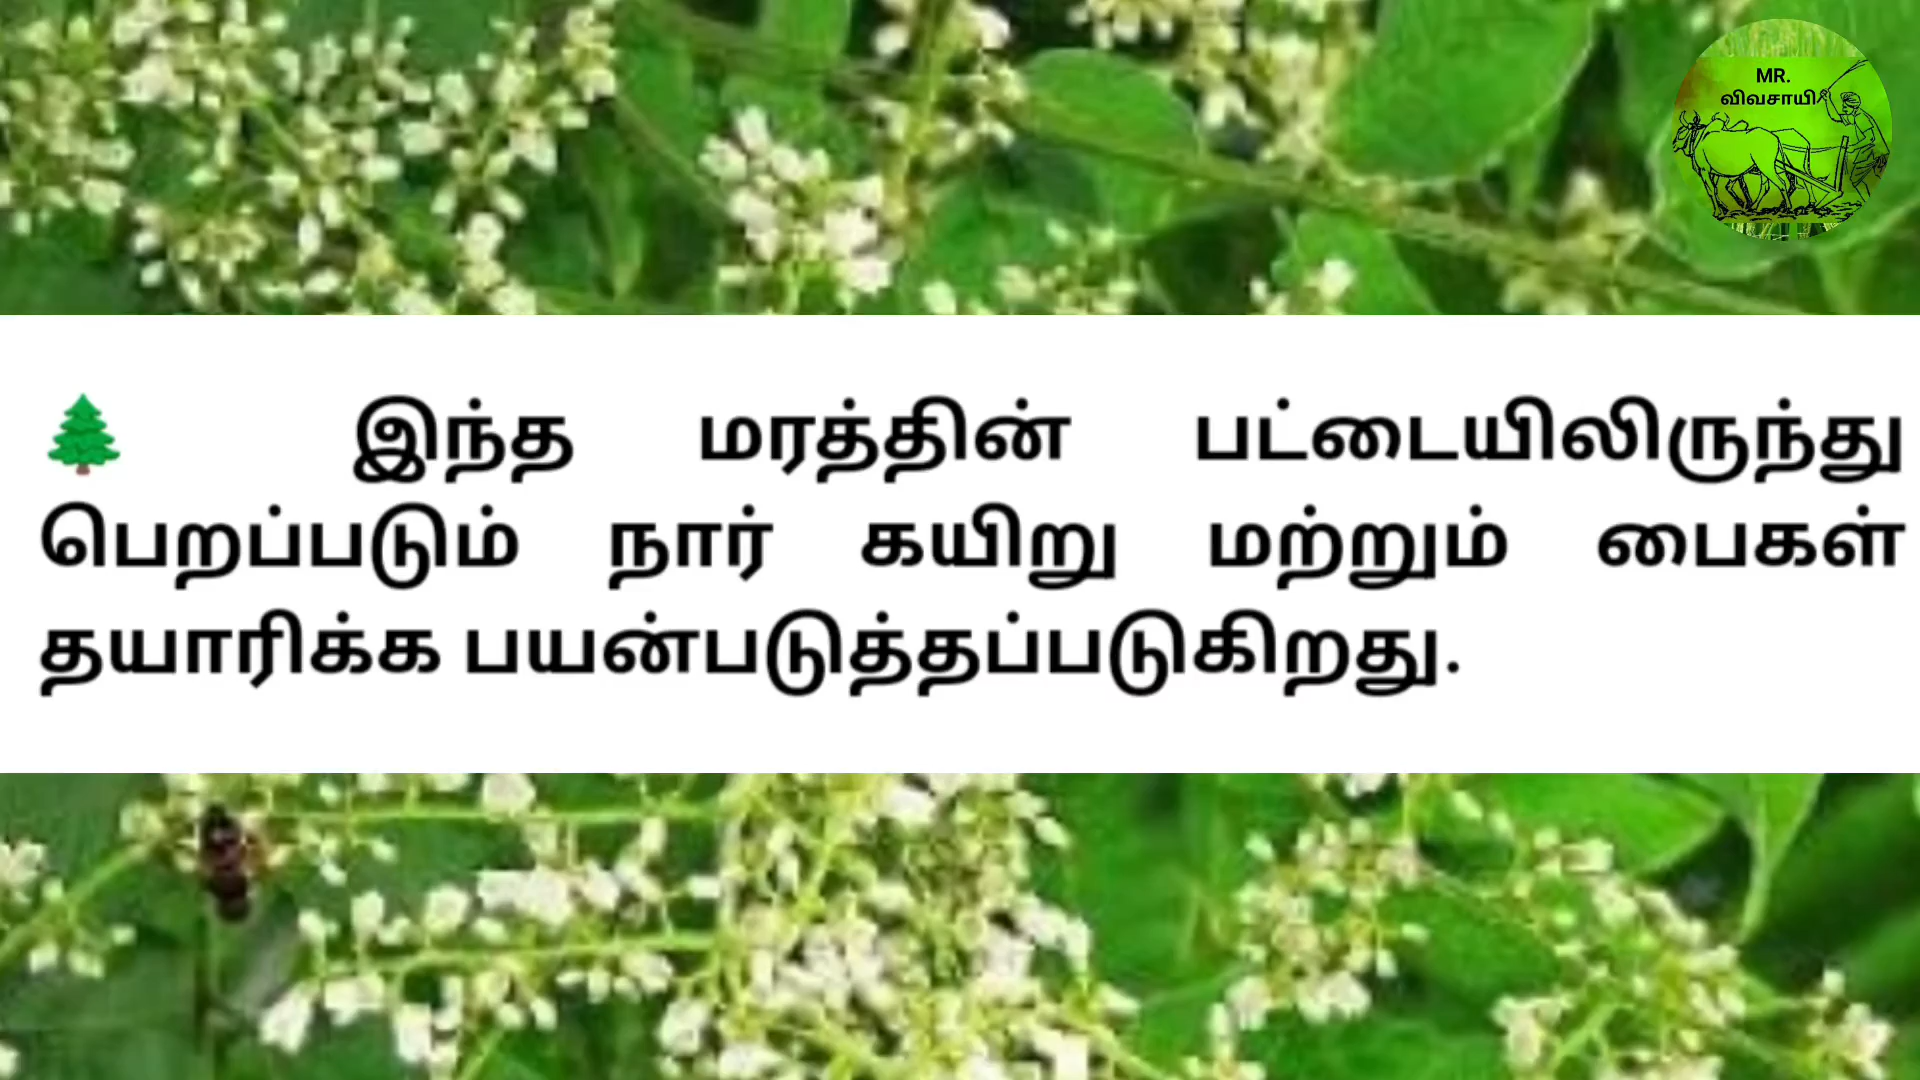 MR.
விவசாயி
🌲 இந்த மரத்தின் பட்டையிலிருந்து
பெறப்படும் நார் கயிறு மற்றும் பைகள்
தயாரிக்க பயன்படுத்தப்படுகிறது.